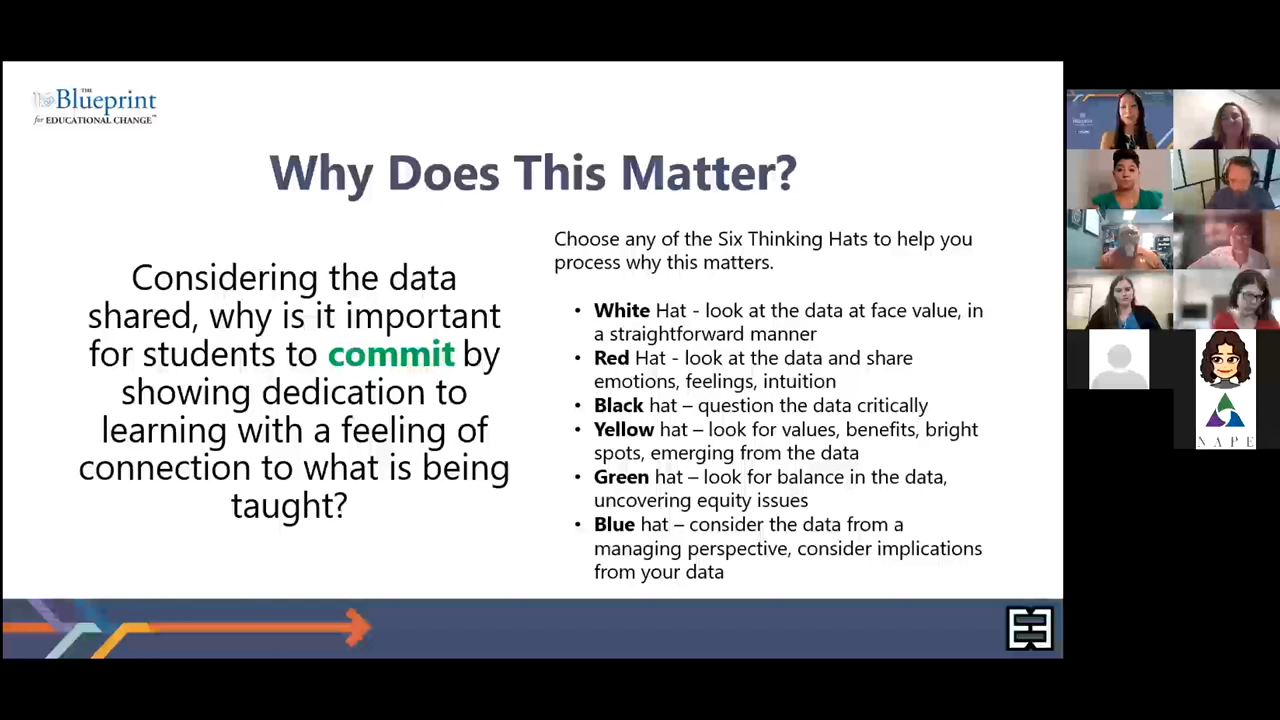 THE
Blueprint
for EDUCATIONAL CHANGE™
Why Does This Matter?
Considering the data
shared, why is it important
for students to commit by
showing dedication to
learning with a feeling of
connection to what is being
taught?
Choose any of the Six Thinking Hats to help you
process why this matters.
• White Hat - look at the data at face value, in
a straightforward manner
• Red Hat - look at the data and share
emotions, feelings, intuition
• Black hat – question the data critically
• Yellow hat – look for values, benefits, bright
spots, emerging from the data
• Green hat – look for balance in the data,
uncovering equity issues
• Blue hat – consider the data from a
managing perspective, consider implications
from your data
NAPE